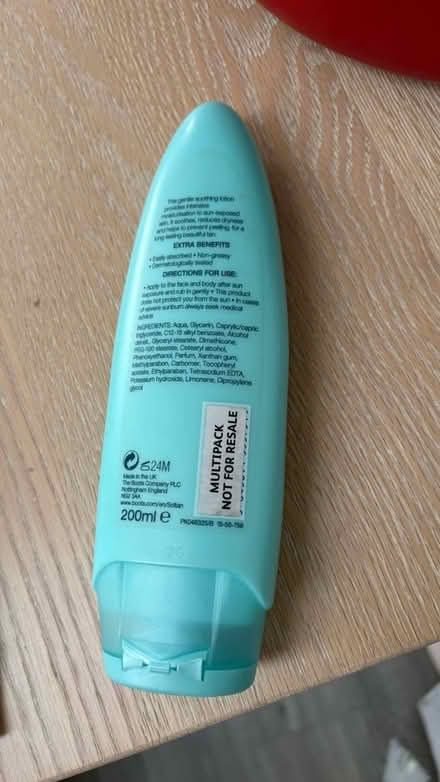 This gentle soothing lotion
provides intensive
moisturisation to sun exposed
skin. It soothes, reduces dryness
and helps to prevent peeling, for a
long-lasting beautiful tan.
EXTRA BENEFITS
• Easily absorbed • Non-greasy
• Dermatologically tested
DIRECTIONS FOR USE:
• Apply to the face and body after sun
exposure and rub in gently • This product
does not protect you from the sun • In cases
of severe sunburn always seek medical
advice
INGREDIENTS: Aqua, Glycerin, Caprylic/capric
triglyceride, C12-15 alkyl benzoate, Alcohol
denat., Glyceryl stearate, Dimethicone,
PEG-100 stearate, Cetearyl alcohol,
Phenoxyethanol, Parfum, Xanthan gum,
Methylparaben, Carbomer, Tocopheryl
acetate, Ethylparaben, Tetrasodium EDTA,
Potassium hydroxide, Limonene, Dipropylene
glycol
24M
Made in the UK
The Boots Company PLC
Nottingham England
NG2 3AA
www.boots.com/en/Soltan
200ml e
MULTIPACK
NOT FOR RESALE